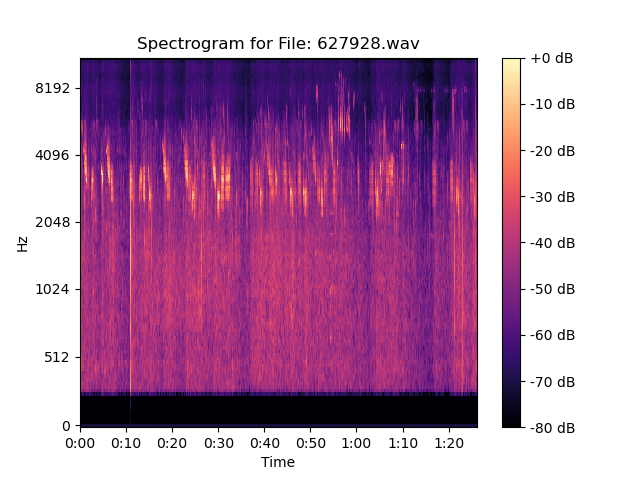 Spectrogram for File: 627928.wav
8192
4096
2048
1024
512
0
Hz
0:00 0:10 0:20 0:30 0:40 0:50 1:00 1:10 1:20
Time
+0 dB
-10 dB
-20 dB
-30 dB
-40 dB
-50 dB
-60 dB
-70 dB
-80 dB